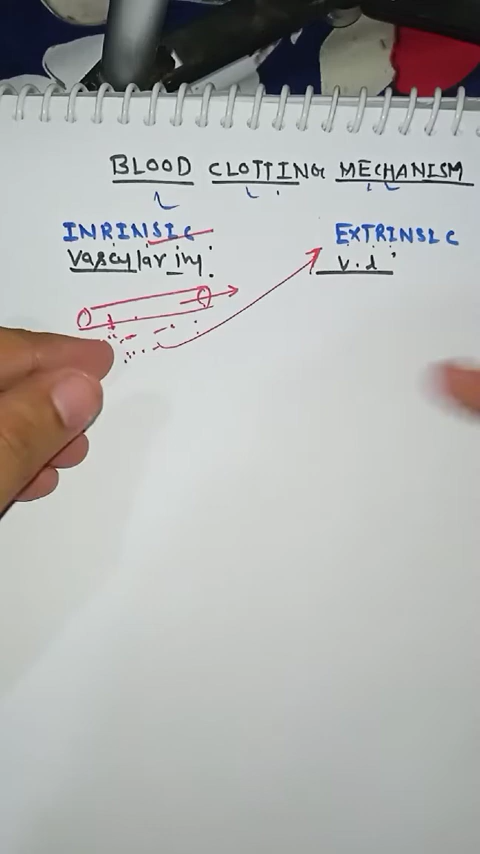 BLOOD CLOTTING MECHANISM
INRINSIC
EXTRINSIC
vascular inj.
v.d